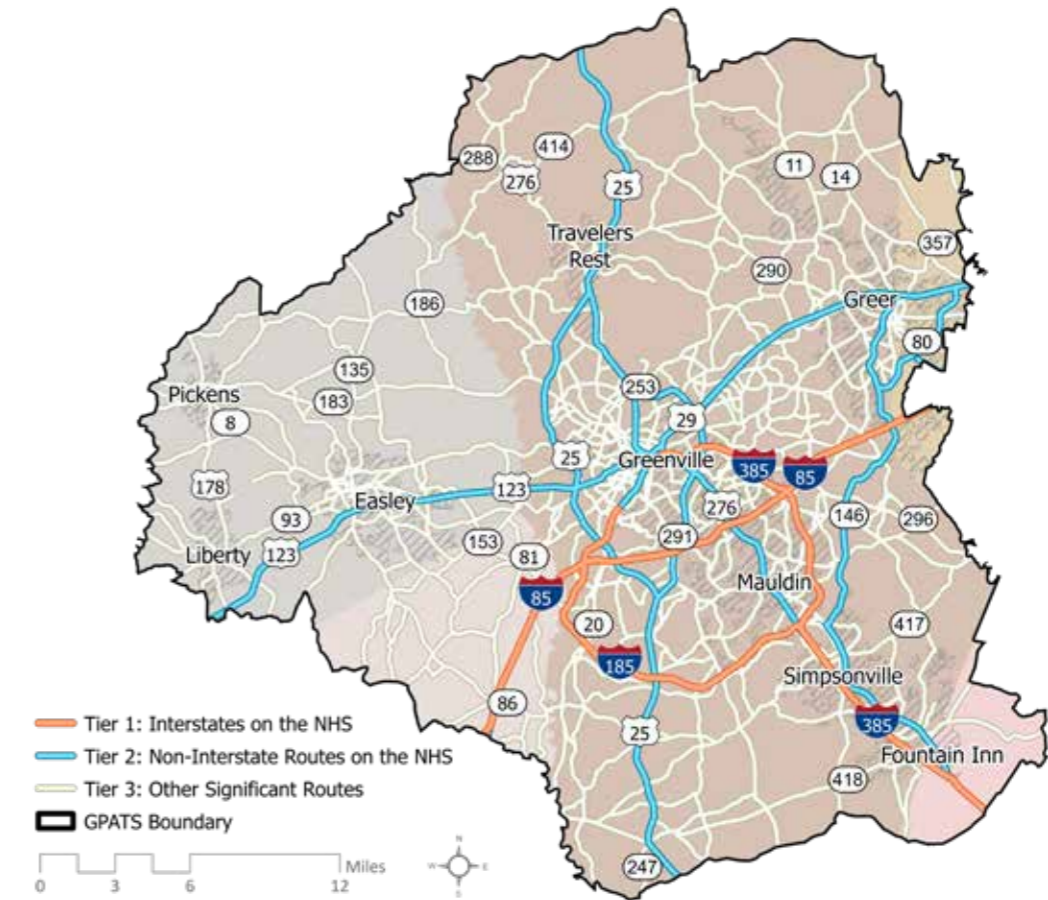 414
288
276
11
14
25
Travelers
Rest
357
290
186
Greer
80
135
253
Pickens
183
29
8
25
Greenville
385
85
178
123
Easley
276
93
146
296
291
153
Liberty
123
81
85
Mauldin
20
417
185
Simpsonville
86
385
25
Fountain Inn
418
247
Tier 1: Interstates on the NHS
Tier 2: Non-Interstate Routes on the NHS
Tier 3: Other Significant Routes
GPATS Boundary
Miles
0 3 6 12
N
W E
S